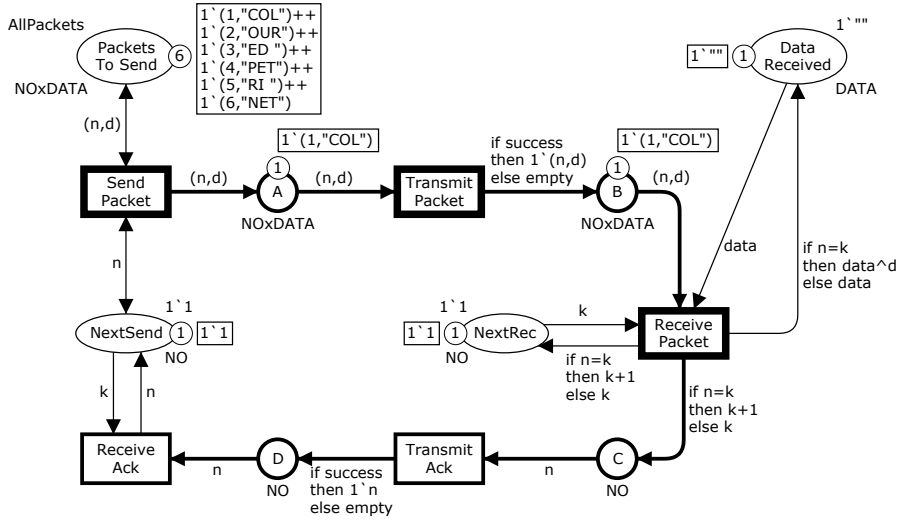 AllPackets
Packets
To Send
6
1`(1,"COL")++
1`(2,"OUR")++
1`(3,"ED ")++
1`(4,"PET")++
1`(5,"RI ")++
1`(6,"NET")
NOxDATA
1`""
1`""
1
Data
Received
DATA
(n,d)
1`(1,"COL")
1
A
NOxDATA
Send
Packet
(n,d)
(n,d)
Transmit
Packet
if success
then 1`(n,d)
else empty
1`(1,"COL")
1
B
NOxDATA
(n,d)
data
if n=k
then data^d
else data
n
1`1
NextSend
1
1`1
NO
1`1
1`1
1
NextRec
NO
k
if n=k
then k+1
else k
Receive
Packet
if n=k
then k+1
else k
k
n
Receive
Ack
n
D
NO
if success
then 1`n
else empty
Transmit
Ack
n
C
NO